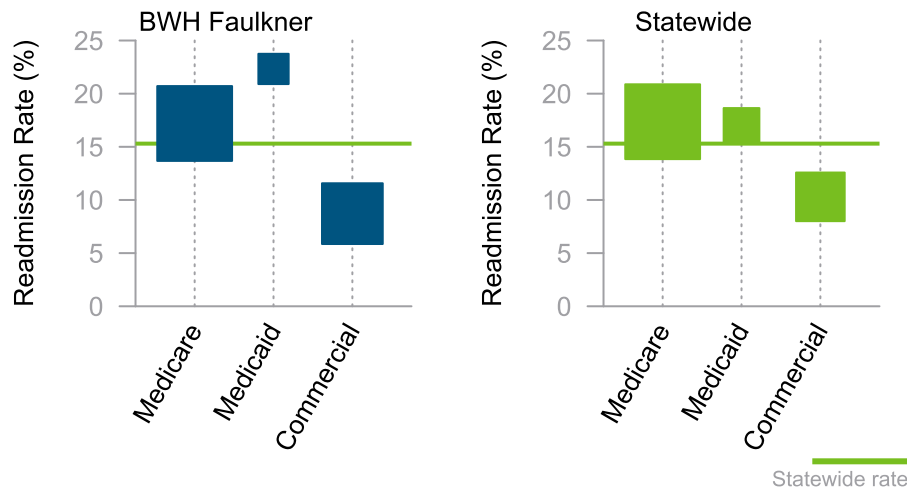 BWH Faulkner
Readmission Rate (%)
25
20
15
10
5
0
Medicare
Medicaid
Commercial
Statewide
Readmission Rate (%)
25
20
15
10
5
0
Medicare
Medicaid
Commercial
Statewide rate